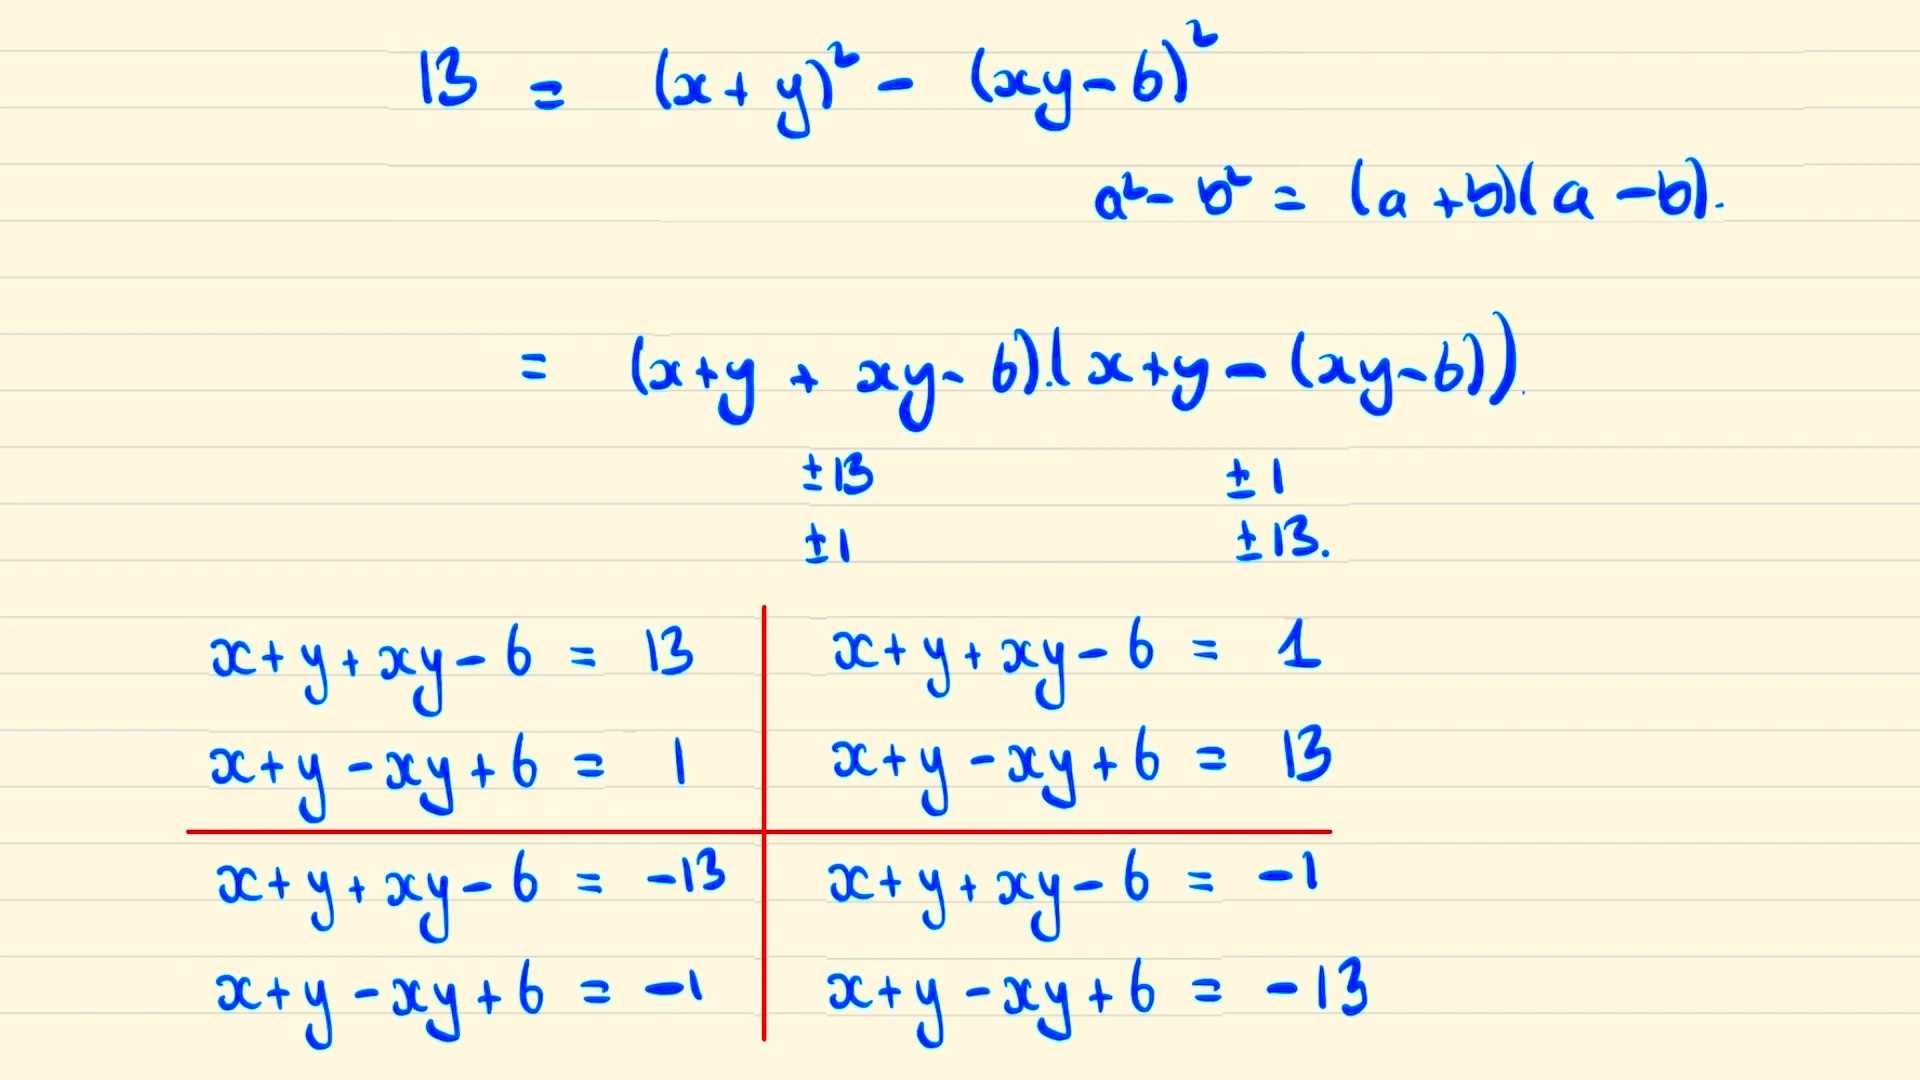 13 = (x+y)² - (xy-6)²
a² - b² = (a+b)(a-b).
= (x+y + xy-6).(x+y-(xy-6)).
±13 ±1
±1 ±13.
x+y+xy-6 = 13
x+y-xy+6 = 1
x+y+xy-6 = 1
x+y-xy+6 = 13
x+y+xy-6 = -13
x+y-xy+6 = -1
x+y+xy-6 = -1
x+y-xy+6 = -13